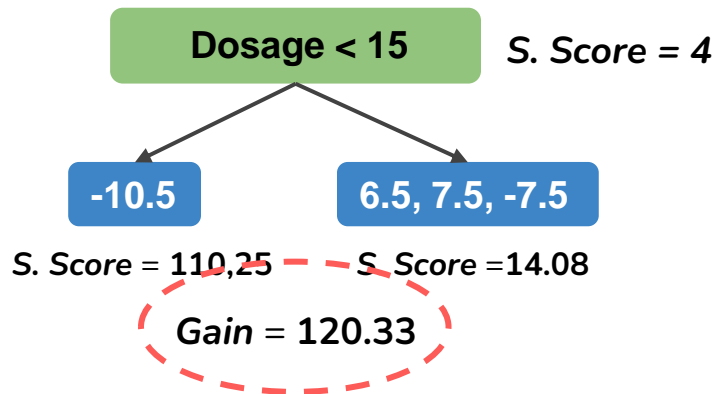 Dosage < 15
S. Score = 4
-10.5
6.5, 7.5, -7.5
S. Score = 110,25
S. Score =14.08
Gain = 120.33